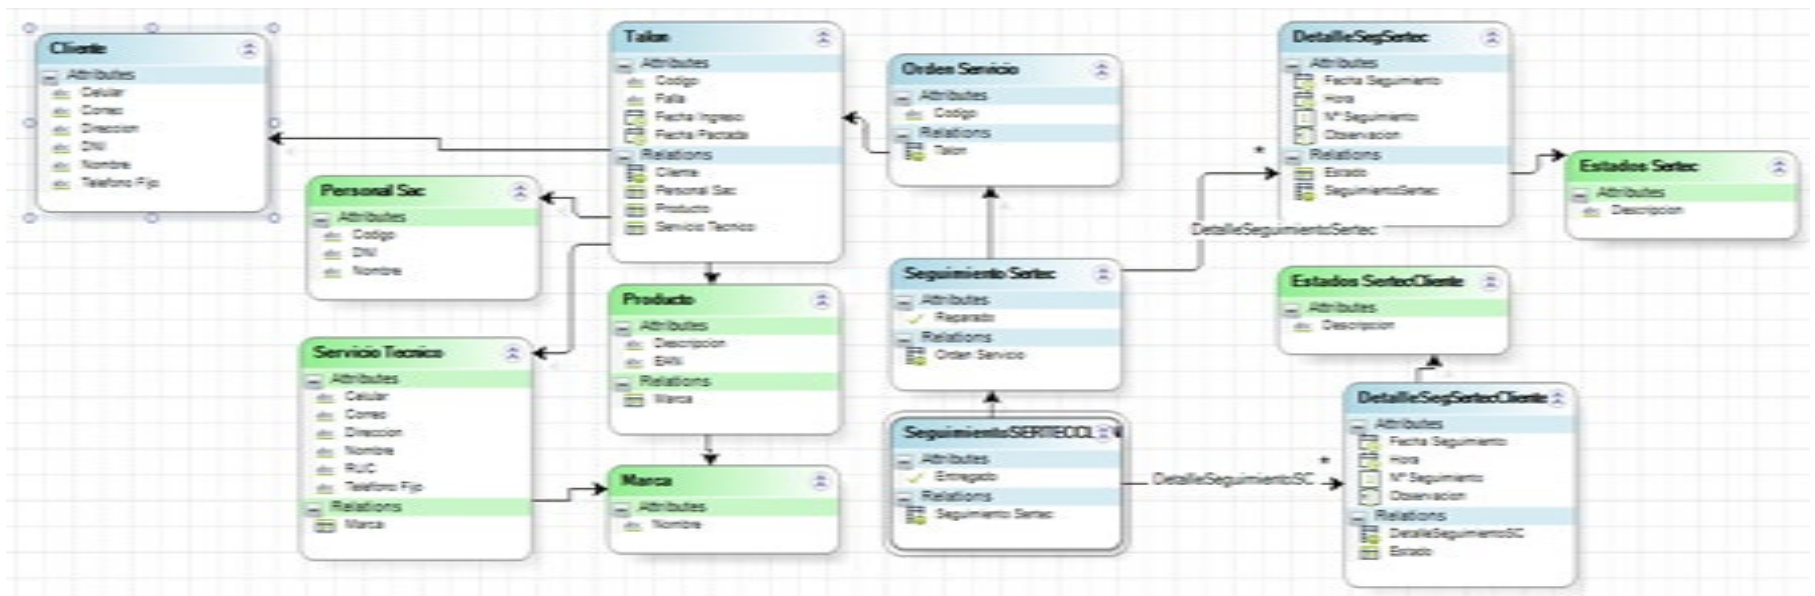 Cliente
Attributes
Celular
Correo
Direccion
DNI
Nombre
Telefono Fijo
Personal Sac
Attributes
Codigo
DNI
Nombre
Servicio Tecnico
Attributes
Celular
Correo
Direccion
Nombre
RUC
Telefono Fijo
Relations
Marca
Talon
Attributes
Codigo
Falla
Fecha Ingreso
Fecha Pactada
Relations
Cliente
Personal Sac
Producto
Servicio Tecnico
Producto
Attributes
Descripcion
EAN
Relations
Marca
Marca
Attributes
Nombre
Orden Servicio
Attributes
Codigo
Relations
Talon
Seguimiento Sertec
Attributes
Reparado
Relations
Orden Servicio
Attributes
Entregado
Relations
Seguimiento Sertec
DetalleSegSertec
Attributes
Fecha Seguimiento
Hora
Nº Seguimiento
Observacion
Relations
Estado
SeguimientoSertec
*
DetalleSeguimientoSertec
Estados Sertec
Attributes
Descripcion
Estados SertecCliente
Attributes
Descripcion
DetalleSegSertecCliente
Attributes
Fecha Seguimiento
Hora
Nº Seguimiento
Observacion
Relations
DetalleSeguimientoSC
Estado
*
DetalleSeguimientoSC